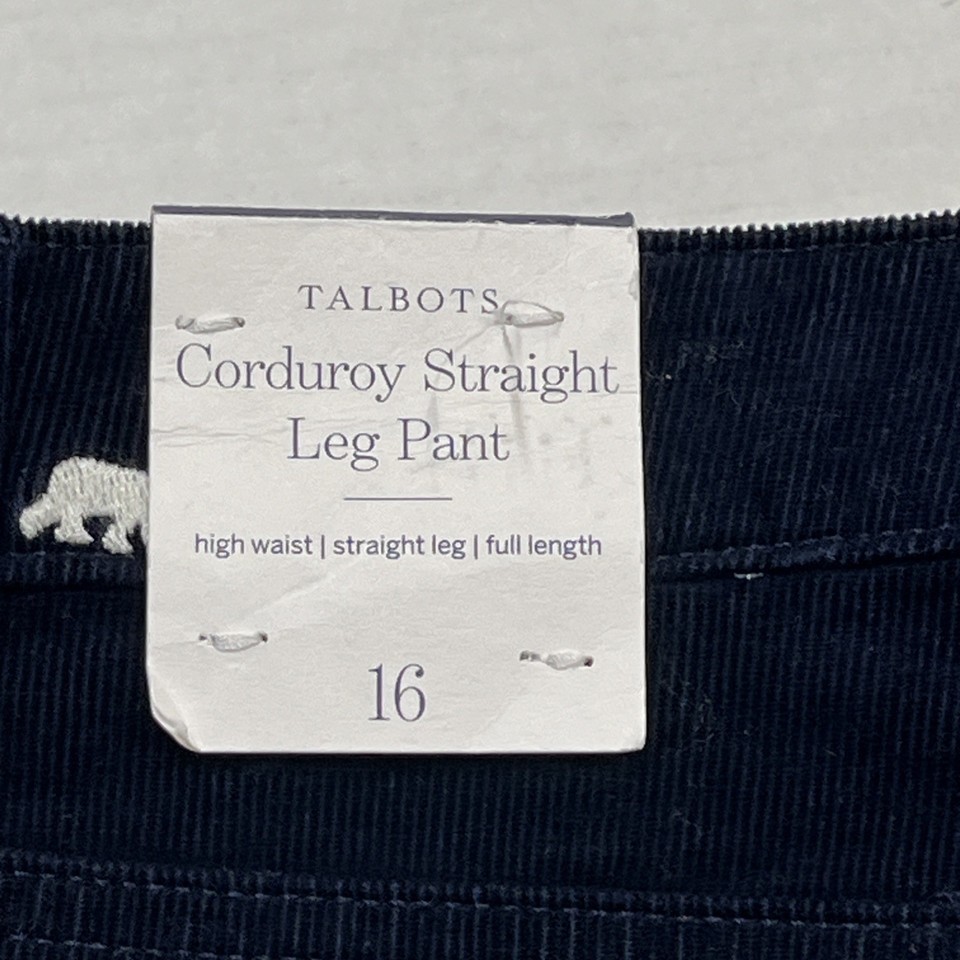 TALBOTS
Corduroy Straight
Leg Pant
high waist | straight leg | full length
16